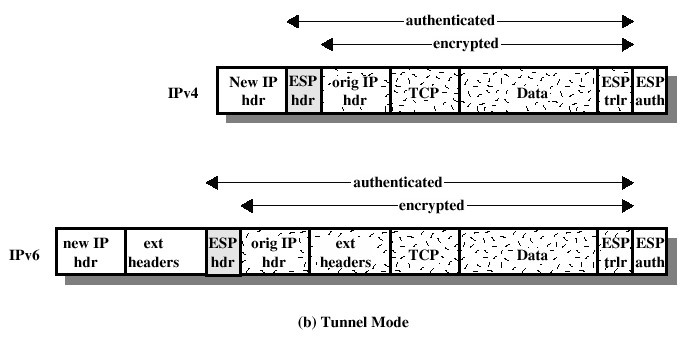 authenticated
encrypted
IPv4 New IP hdr ESP hdr orig IP hdr TCP Data ESP trlr ESP auth
authenticated
encrypted
IPv6 new IP hdr ext headers ESP hdr orig IP hdr ext headers TCP Data ESP trlr ESP auth
(b) Tunnel Mode